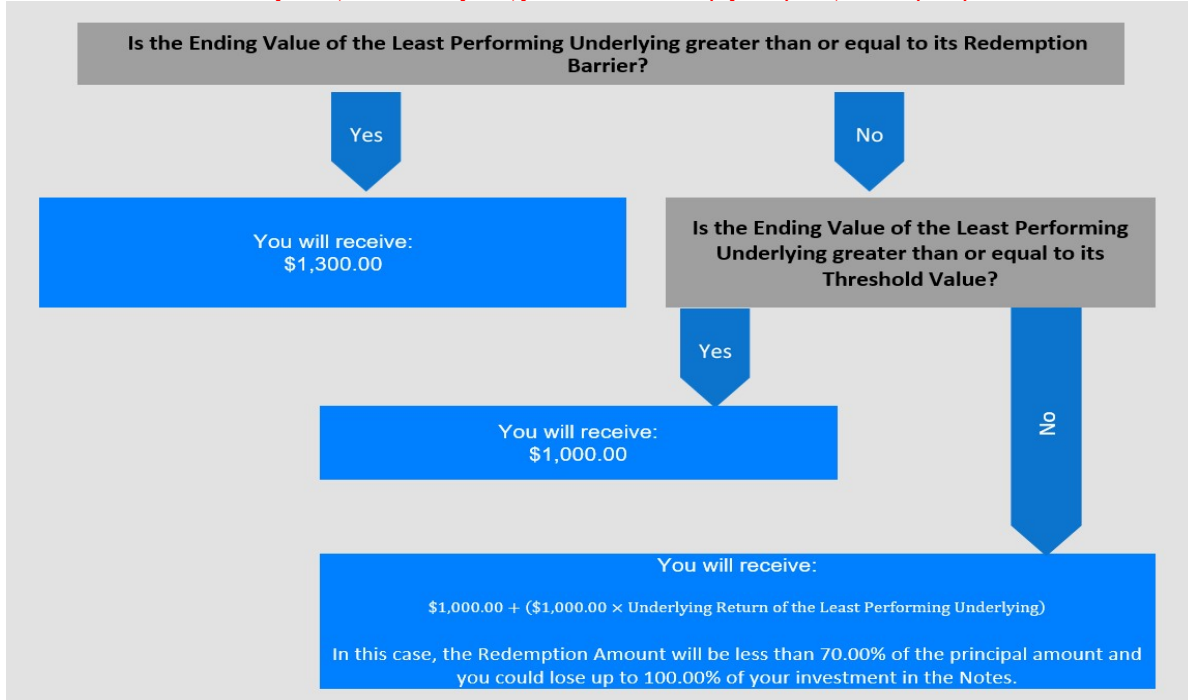 Is the Ending Value of the Least Performing Underlying greater than or equal to its Redemption
Barrier?
Yes
No
You will receive:
$1,300.00
Is the Ending Value of the Least Performing
Underlying greater than or equal to its
Threshold Value?
Yes
No
You will receive:
$1,000.00
You will receive:
$1,000.00 + ($1,000.00 × Underlying Return of the Least Performing Underlying)
In this case, the Redemption Amount will be less than 70.00% of the principal amount and
you could lose up to 100.00% of your investment in the Notes.